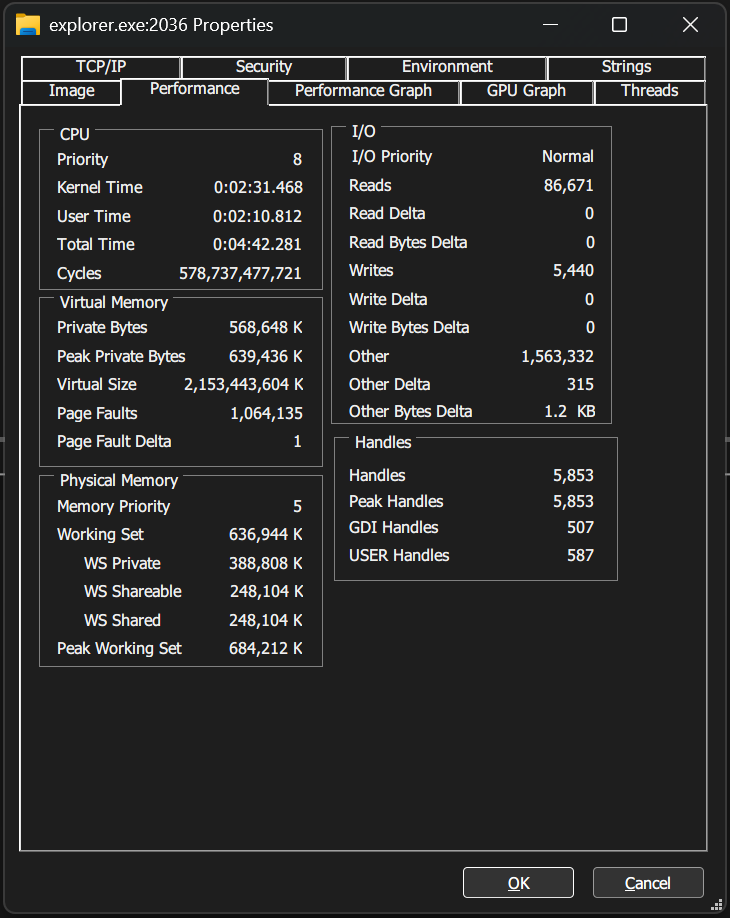 explorer.exe:2036 Properties
TCP/IP Security Environment Strings
Image Performance Performance Graph GPU Graph Threads
CPU
Priority 8
Kernel Time 0:02:31.468
User Time 0:02:10.812
Total Time 0:04:42.281
Cycles 578,737,477,721
Virtual Memory
Private Bytes 568,648 K
Peak Private Bytes 639,436 K
Virtual Size 2,153,443,604 K
Page Faults 1,064,135
Page Fault Delta 1
Physical Memory
Memory Priority 5
Working Set 636,944 K
WS Private 388,808 K
WS Shareable 248,104 K
WS Shared 248,104 K
Peak Working Set 684,212 K
I/O
I/O Priority Normal
Reads 86,671
Read Delta 0
Read Bytes Delta 0
Writes 5,440
Write Delta 0
Write Bytes Delta 0
Other 1,563,332
Other Delta 315
Other Bytes Delta 1.2 KB
Handles
Handles 5,853
Peak Handles 5,853
GDI Handles 507
USER Handles 587
OK Cancel